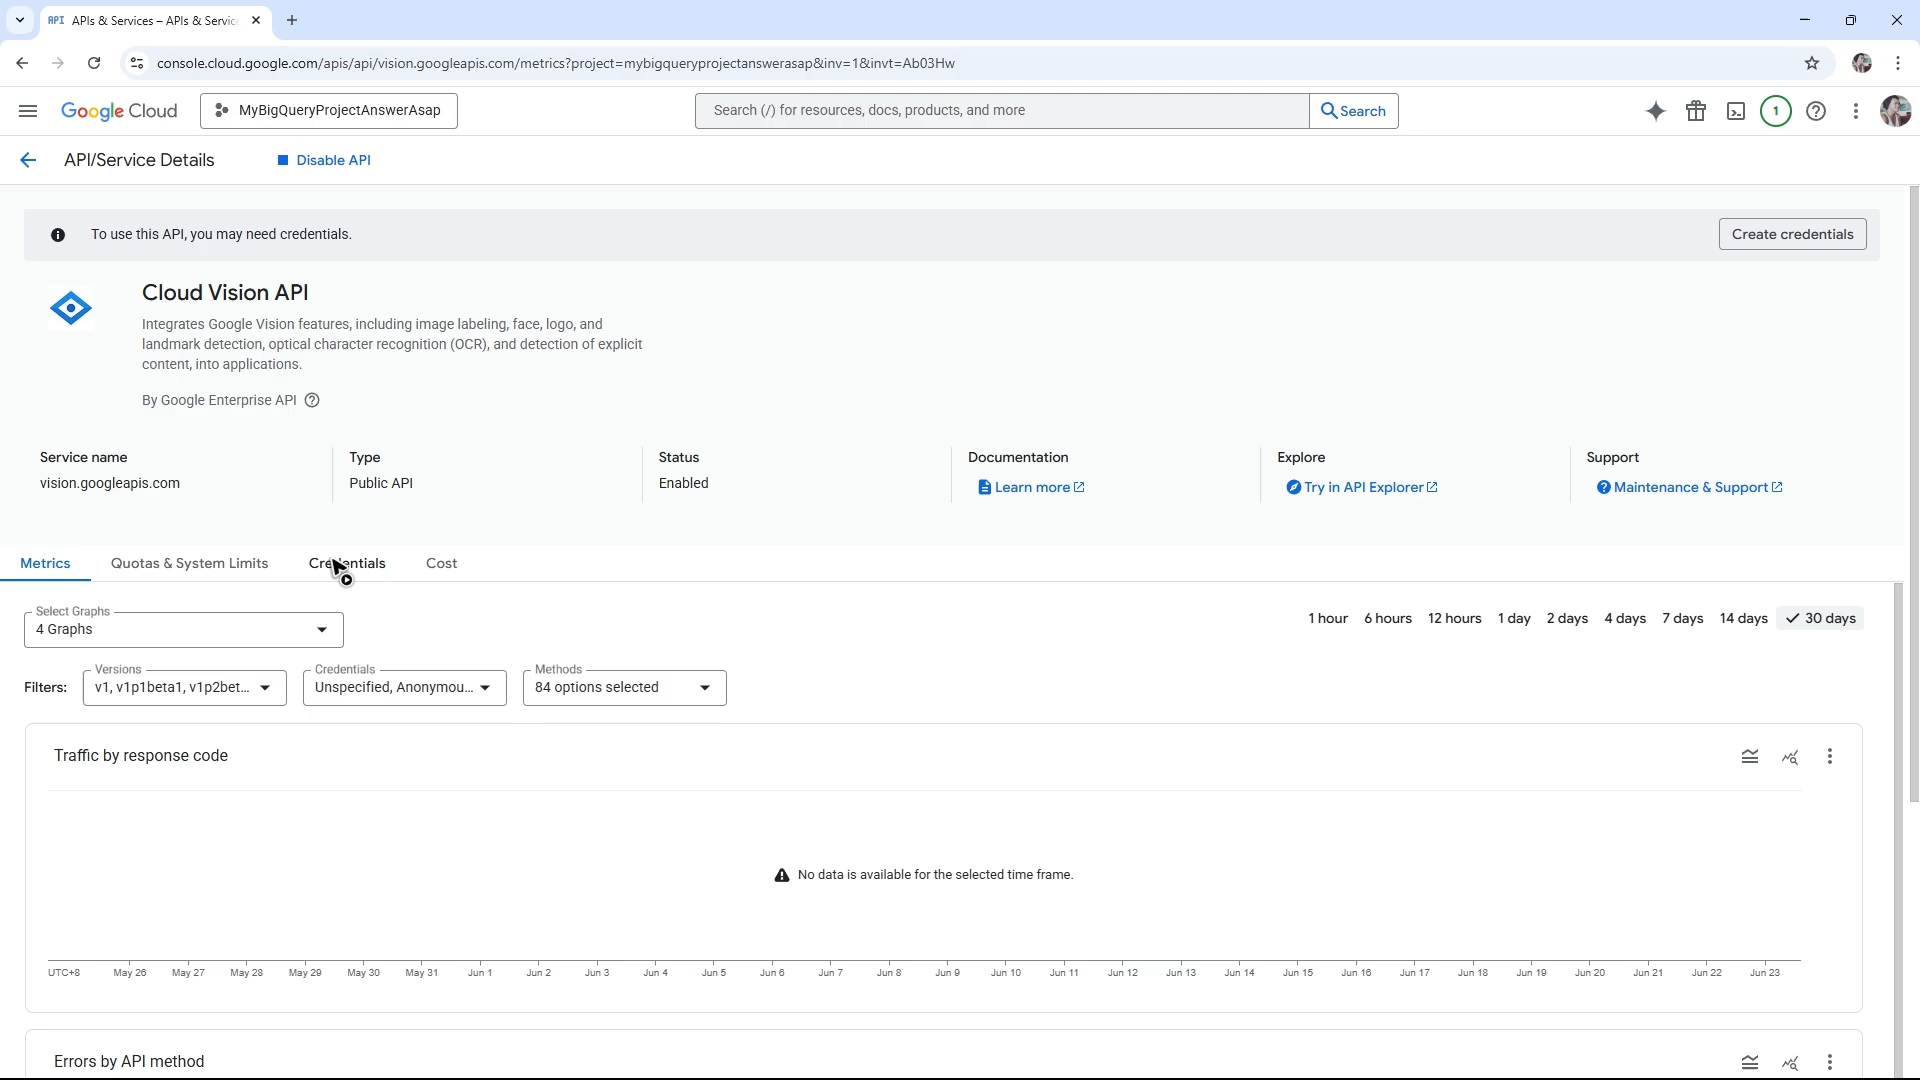 API APIs & Services – APIs & Servic
console.cloud.google.com/apis/api/vision.googleapis.com/metrics?project=mybigqueryprojectanswerasap&inv=1&invt=Ab03Hw
Google Cloud
MyBigQueryProjectAnswerAsap
Search (/) for resources, docs, products, and more
Search
1
API/Service Details
Disable API
To use this API, you may need credentials.
Create credentials
Cloud Vision API
Integrates Google Vision features, including image labeling, face, logo, and
landmark detection, optical character recognition (OCR), and detection of explicit
content, into applications.
By Google Enterprise API
Service name
vision.googleapis.com
Type
Public API
Status
Enabled
Documentation
Learn more
Explore
Try in API Explorer
Support
Maintenance & Support
Metrics
Quotas & System Limits
Credentials
Cost
Select Graphs
4 Graphs
1 hour 6 hours 12 hours 1 day 2 days 4 days 7 days 14 days 30 days
Filters:
Versions
v1, v1p1beta1, v1p2bet...
Credentials
Unspecified, Anonymou...
Methods
84 options selected
Traffic by response code
No data is available for the selected time frame.
UTC+8 May 26 May 27 May 28 May 29 May 30 May 31 Jun 1 Jun 2 Jun 3 Jun 4 Jun 5 Jun 6 Jun 7 Jun 8 Jun 9 Jun 10 Jun 11 Jun 12 Jun 13 Jun 14 Jun 15 Jun 16 Jun 17 Jun 18 Jun 19 Jun 20 Jun 21 Jun 22 Jun 23
Errors by API method